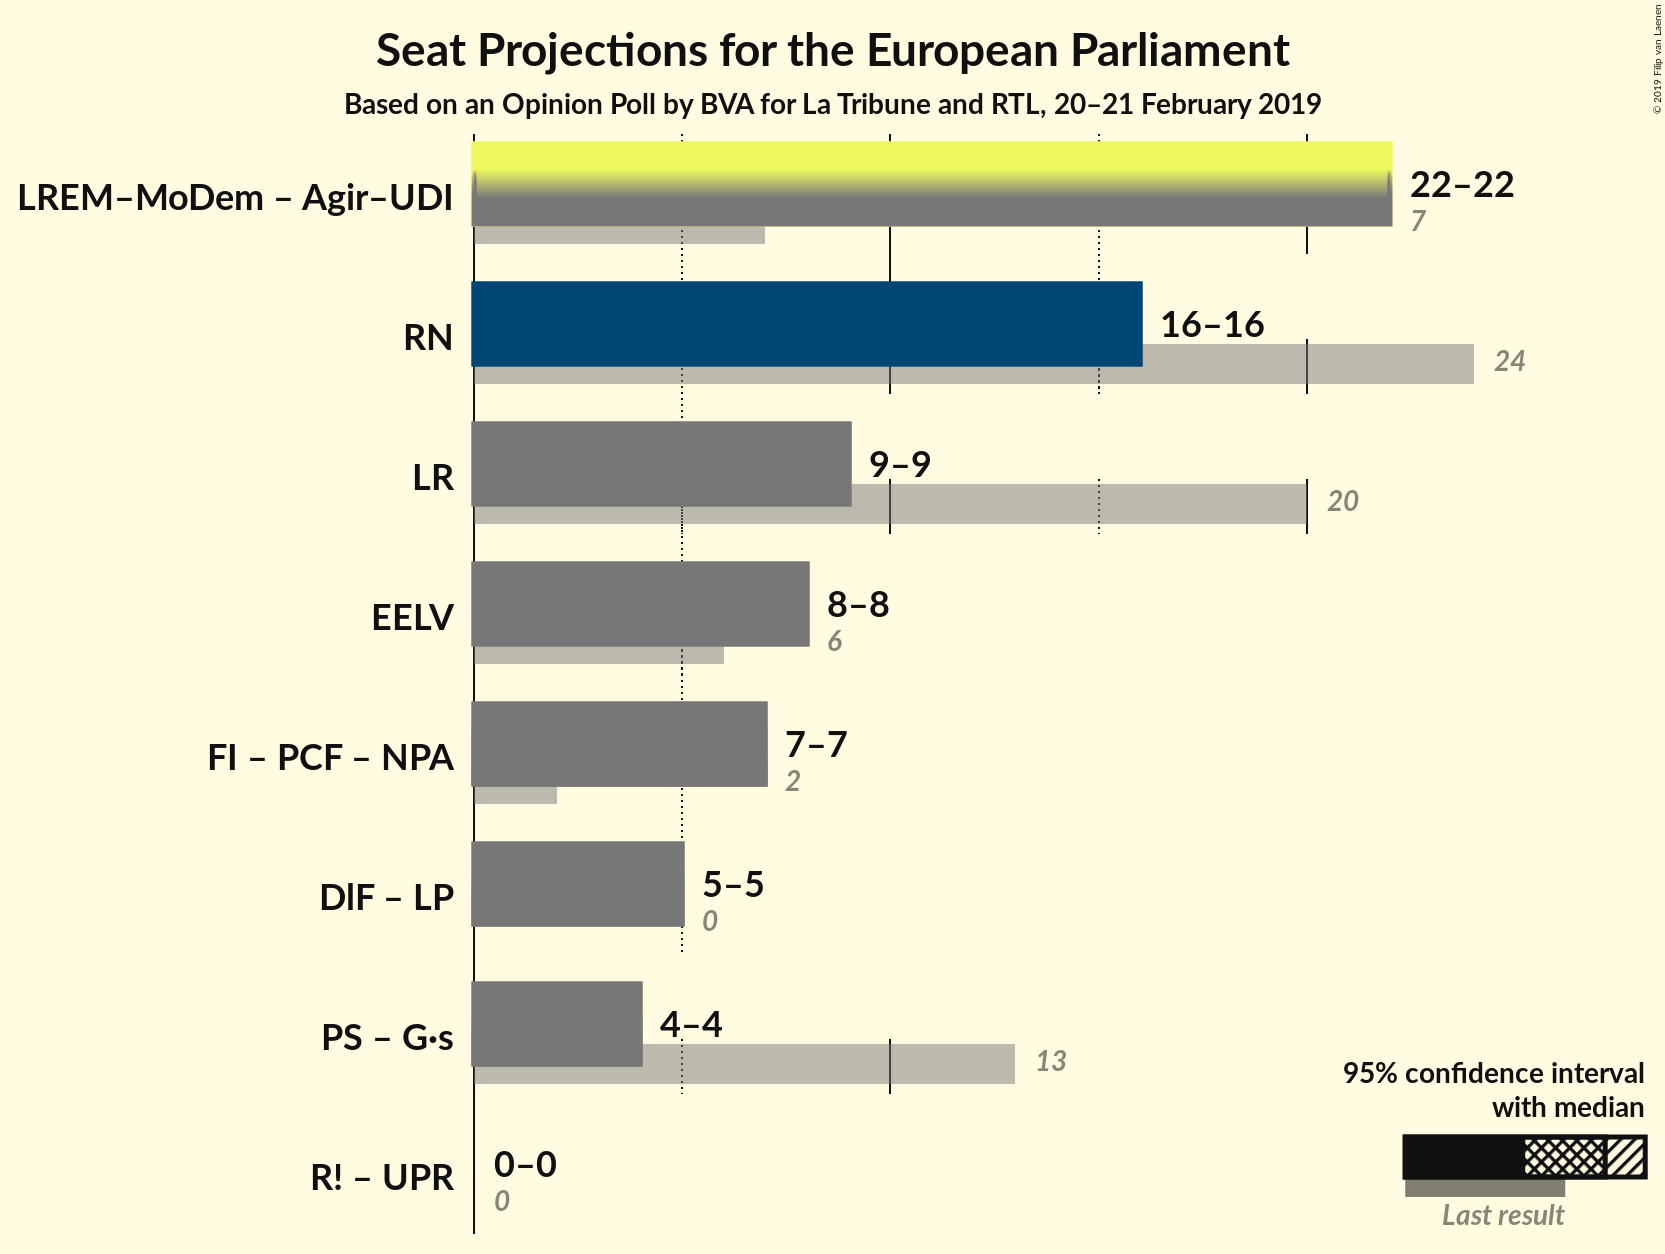 Seat Projections for the European Parliament
Based on an Opinion Poll by BVA for La Tribune and RTL, 20–21 February 2019
© 2019 Filip van Laenen
LREM–MoDem – Agir–UDI
22–22
7
RN
16–16
24
LR
9–9
20
EELV
8–8
6
FI – PCF – NPA
7–7
2
DlF – LP
5–5
0
PS – G·s
4–4
13
R! – UPR
0–0
0
95% confidence interval
with median
Last result